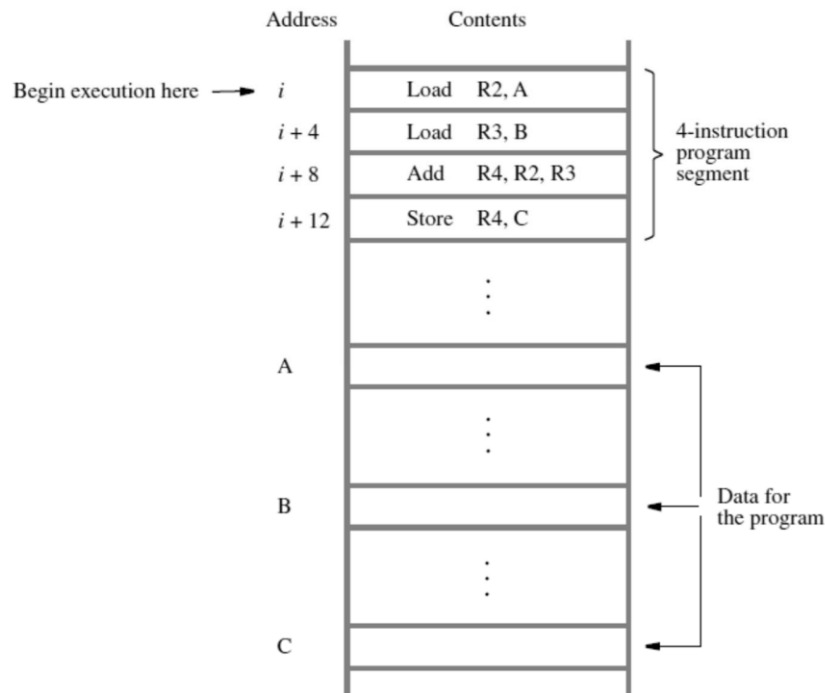 Address Contents
Begin execution here i Load R2, A
i + 4 Load R3, B
i + 8 Add R4, R2, R3
i + 12 Store R4, C
4-instruction
program
segment
A
B
Data for
the program
C